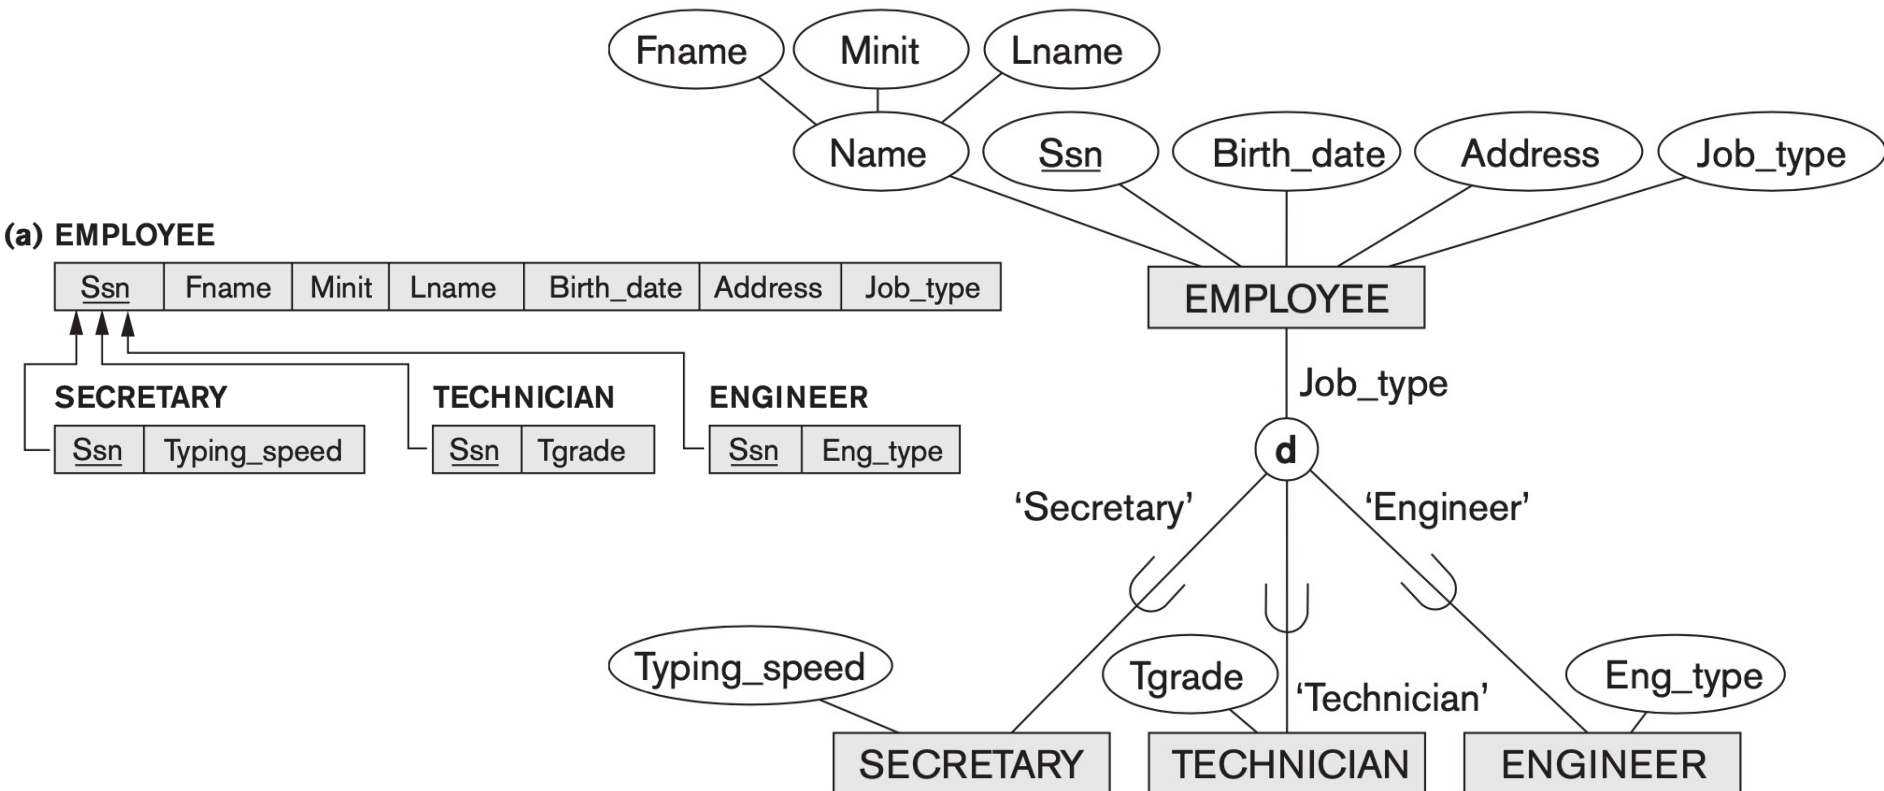 Fname Minit Lname
Name Ssn Birth_date Address Job_type
(a) EMPLOYEE
Ssn Fname Minit Lname Birth_date Address Job_type
SECRETARY TECHNICIAN ENGINEER
Ssn Typing_speed Ssn Tgrade Ssn Eng_type
EMPLOYEE
Job_type
d
‘Secretary’ ‘Engineer’
Typing_speed Tgrade ‘Technician’ Eng_type
SECRETARY TECHNICIAN ENGINEER